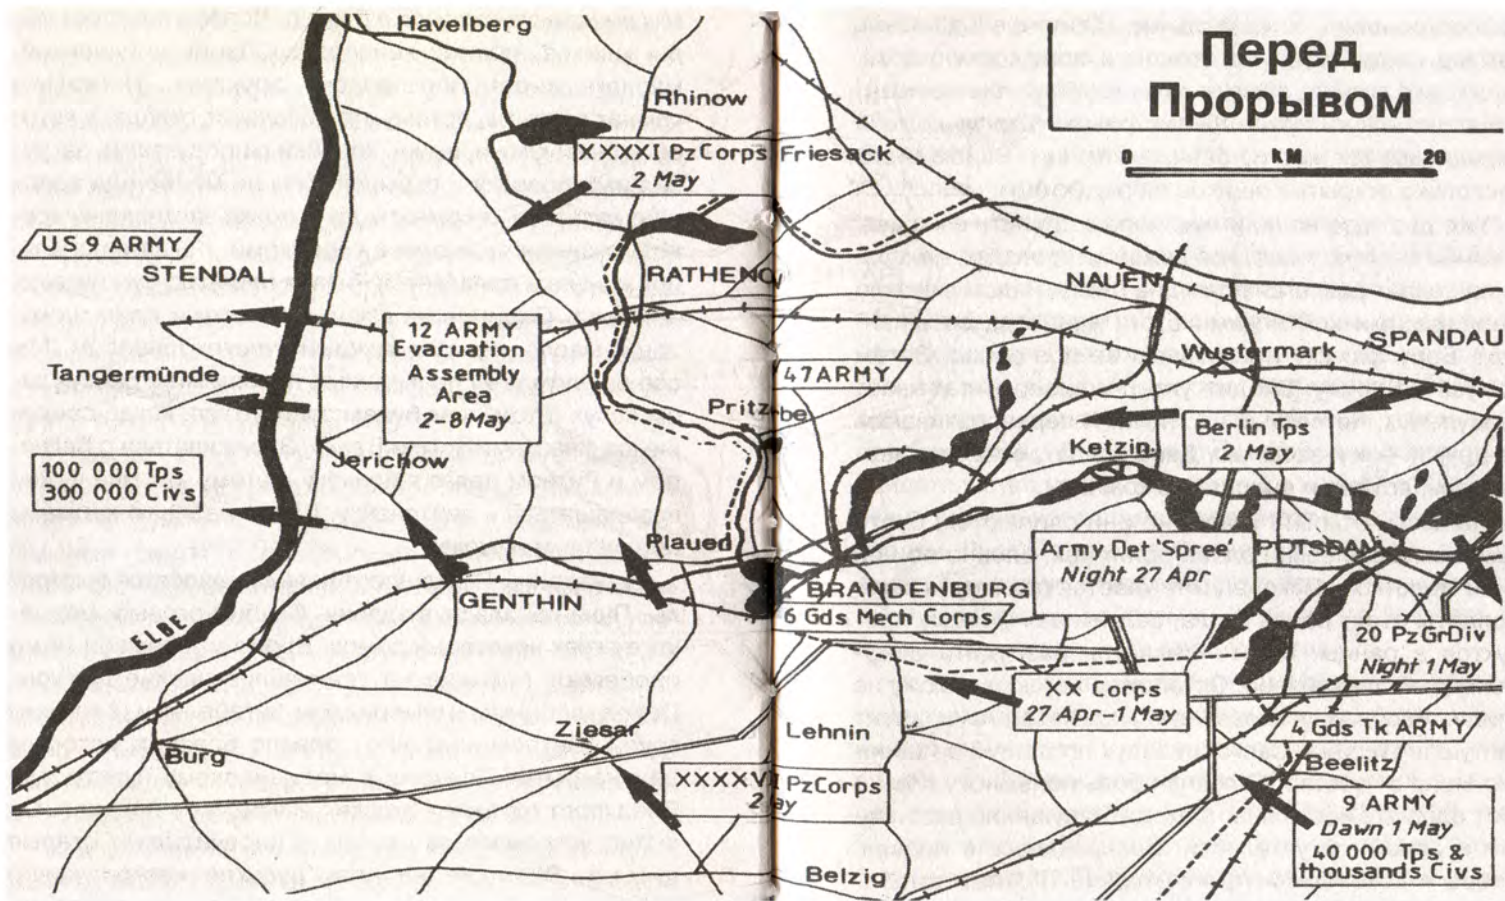 Перед
Прорывом
0 км 20
Havelberg
Rhinow
XXXXI PzCorps
2 May
Friesack
US 9 ARMY
STENDAL
RATHENOW
NAUEN
12 ARMY
Evacuation
Assembly
Area
2-8 May
Tangermünde
47 ARMY
Wustermark
SPANDAU
Pritzbe
Berlin Tps
2 May
Ketzig
Jerichow
100 000 Tps
300 000 Civs
Plaued
Army Det 'Spree'
Night 27 Apr
POTSDAM
GENTHIN
BRANDENBURG
6 Gds Mech Corps
ELBE
20 PzGrDiv
Night 1 May
XX Corps
27 Apr-1 May
4 Gds Tk ARMY
Ziesar
Lehnin
Burg
Beelitz
PzCorps
9 ARMY
Dawn 1 May
40 000 Tps &
thousands Civs
Belzig